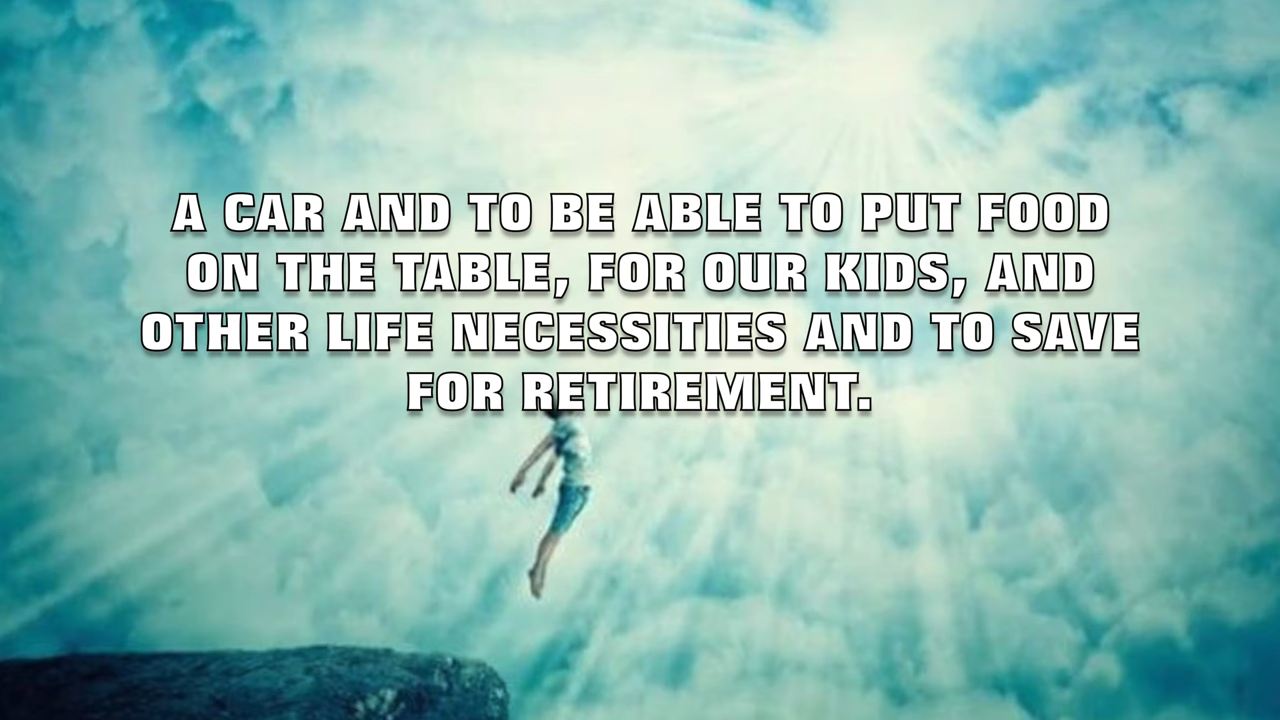 A CAR AND TO BE ABLE TO PUT FOOD
ON THE TABLE, FOR OUR KIDS, AND
OTHER LIFE NECESSITIES AND TO SAVE
FOR RETIREMENT.